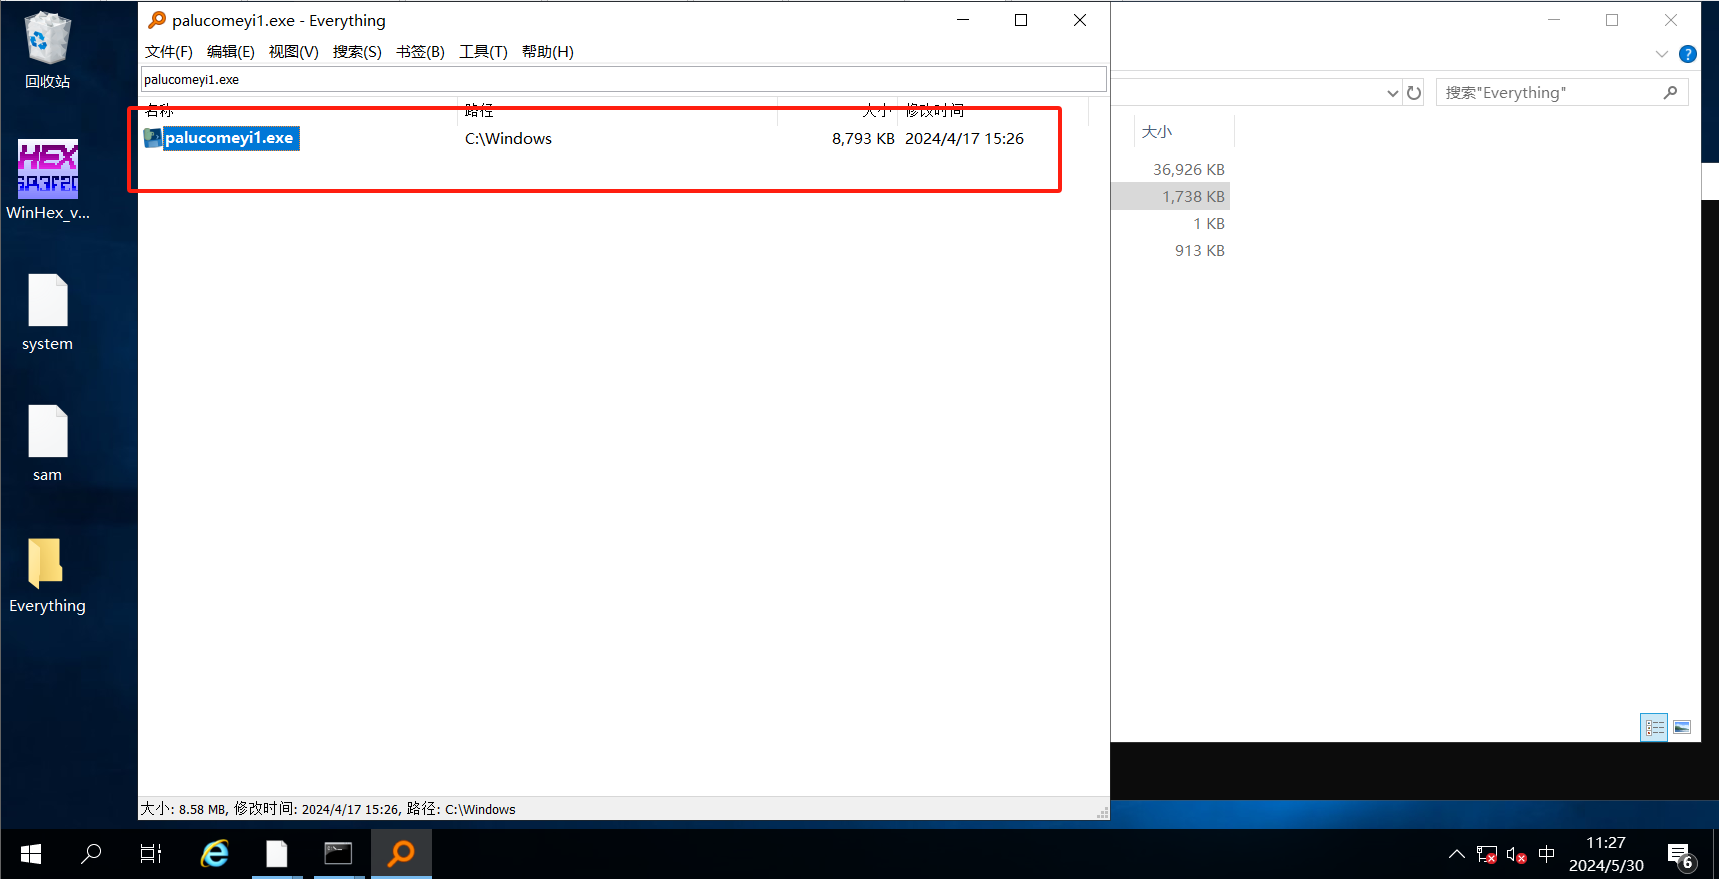 palucomeyi1.exe - Everything
文件(F) 编辑(E) 视图(V) 搜索(S) 书签(B) 工具(T) 帮助(H)
palucomeyi1.exe
名称 路径 大小 修改时间
palucomeyi1.exe C:\Windows 8,793 KB 2024/4/17 15:26
大小: 8.58 MB, 修改时间: 2024/4/17 15:26, 路径: C:\Windows
搜索"Everything"
大小
36,926 KB
1,738 KB
1 KB
913 KB
回收站
HEX
WinHex_v...
system
sam
Everything
中
11:27
2024/5/30
6